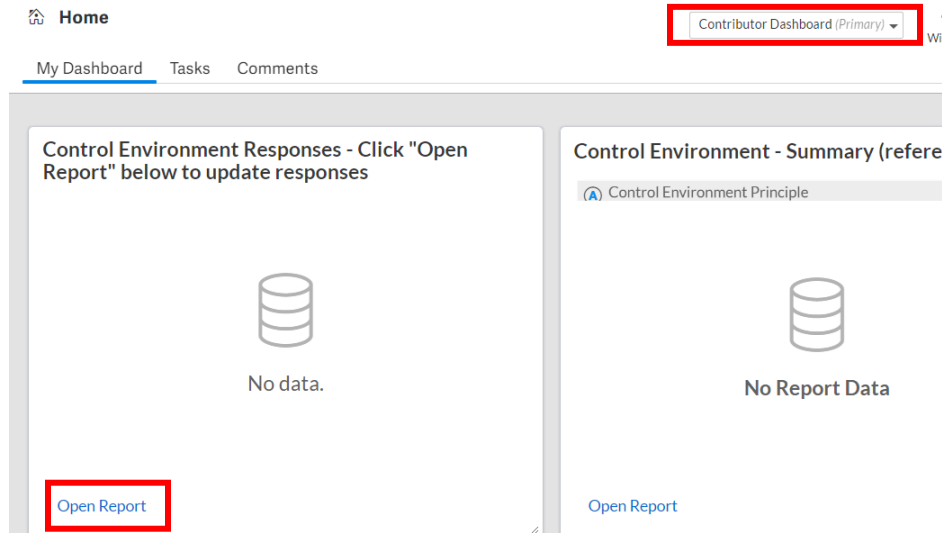 Home
Contributor Dashboard (Primary)
My Dashboard Tasks Comments
Control Environment Responses - Click "Open
Report" below to update responses
No data.
Open Report
Control Environment - Summary (refere
A Control Environment Principle
No Report Data
Open Report